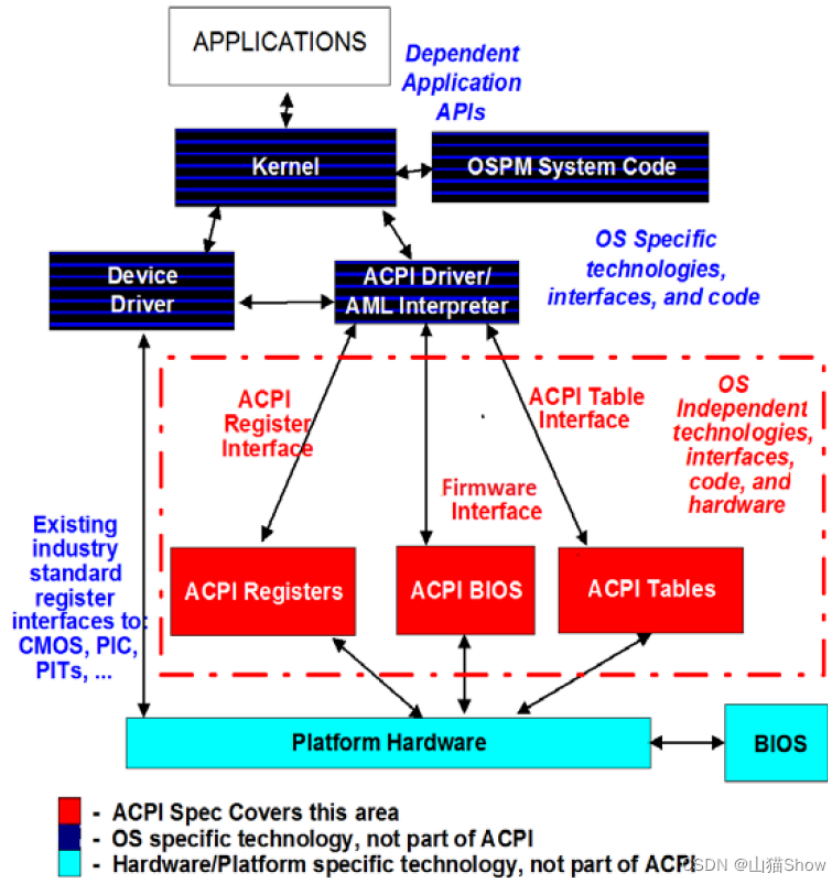 APPLICATIONS
Dependent
Application
APIs
Kernel
OSPM System Code
OS Specific
technologies,
interfaces, and code
Device
Driver
ACPI Driver/
AML Interpreter
ACPI
Register
Interface
ACPI Table
Interface
OS
Independent
technologies,
interfaces,
code, and
hardware
Firmware
Interface
Existing
industry
standard
register
interfaces to:
CMOS, PIC,
PITs, ...
ACPI Registers
ACPI BIOS
ACPI Tables
Platform Hardware
BIOS
- ACPI Spec Covers this area
- OS specific technology, not part of ACPI
- Hardware/Platform specific technology, not part of ACPI
CSDN @山猫Show